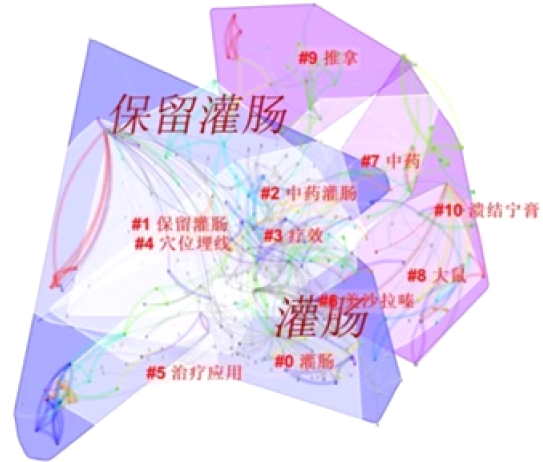 #9 推拿
保留灌肠
#7 中药
#2 中药灌肠
#10 溃结宁膏
#1 保留灌肠
#4 穴位埋线
#3 疗效
#8 大鼠
沙拉嗪
灌肠
#0 灌肠
#5 治疗应用